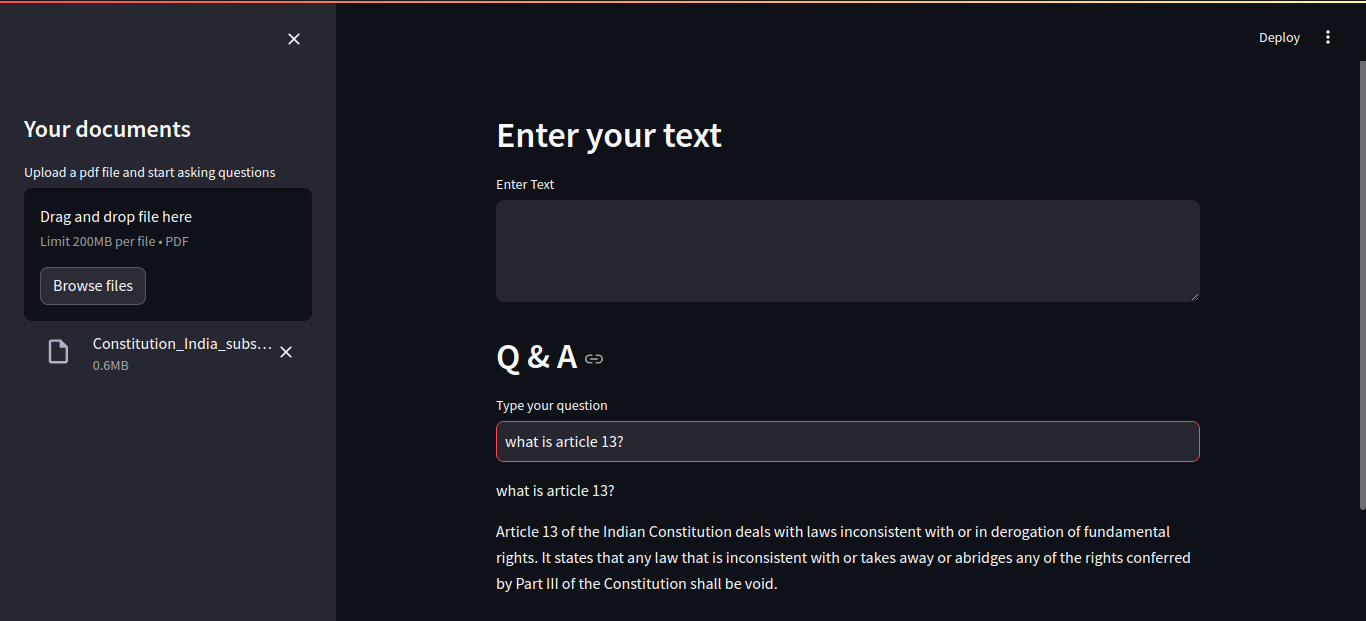 Deploy
Your documents
Upload a pdf file and start asking questions
Drag and drop file here
Limit 200MB per file • PDF
Browse files
Constitution_India_subs...
0.6MB
Enter your text
Enter Text
Q & A
Type your question
what is article 13?
what is article 13?
Article 13 of the Indian Constitution deals with laws inconsistent with or in derogation of fundamental
rights. It states that any law that is inconsistent with or takes away or abridges any of the rights conferred
by Part III of the Constitution shall be void.